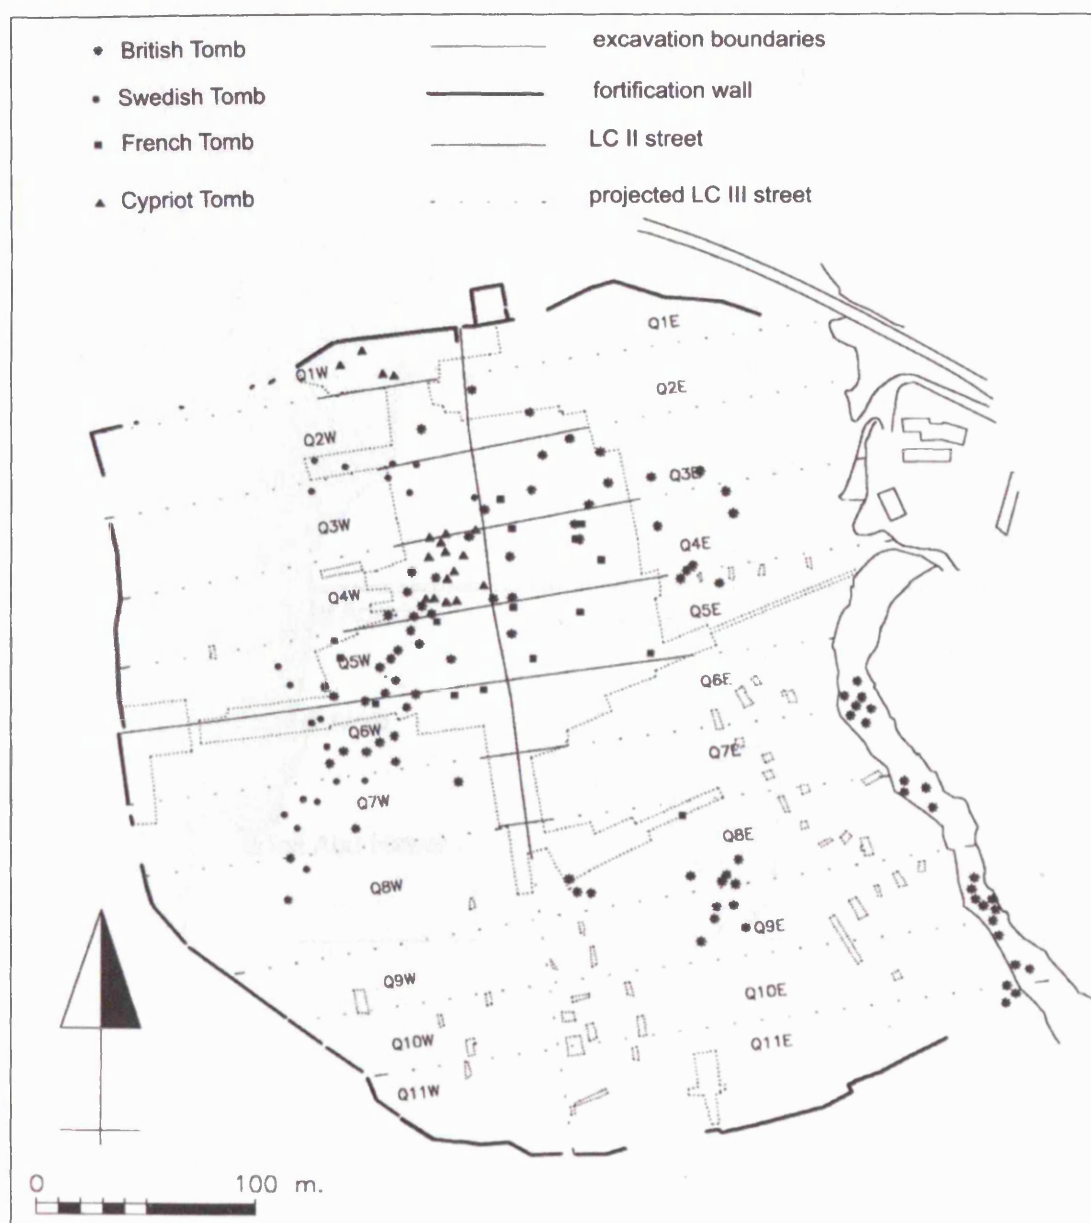 British Tomb
Swedish Tomb
French Tomb
Cypriot Tomb
excavation boundaries
fortification wall
LC II street
projected LC III street
Q1E
Q1W
Q2E
Q2W
Q3E
Q3W
Q4E
Q4W
Q5E
Q5W
Q6E
Q6W
Q7E
Q7W
Q8E
Q8W
Q9E
Q9W
Q10E
Q10W
Q11E
Q11W
0 100 m.